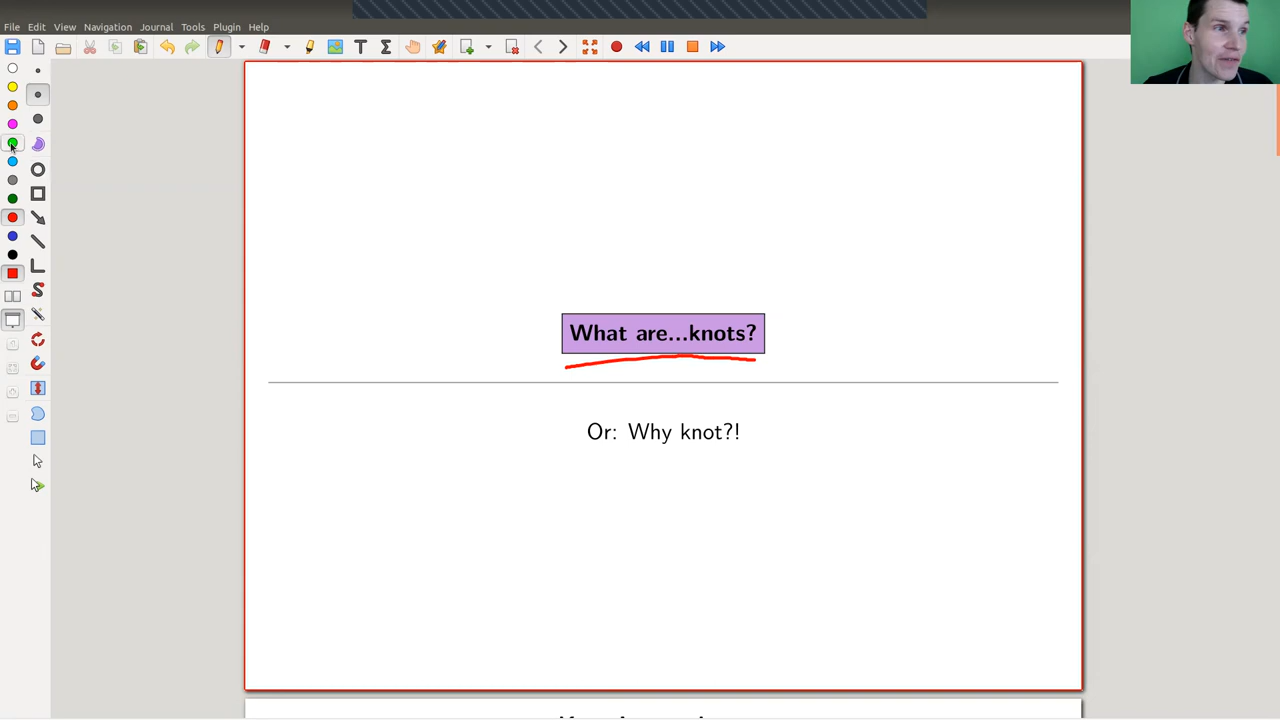 File Edit View Navigation Journal Tools Plugin Help
What are...knots?
Or: Why knot?!